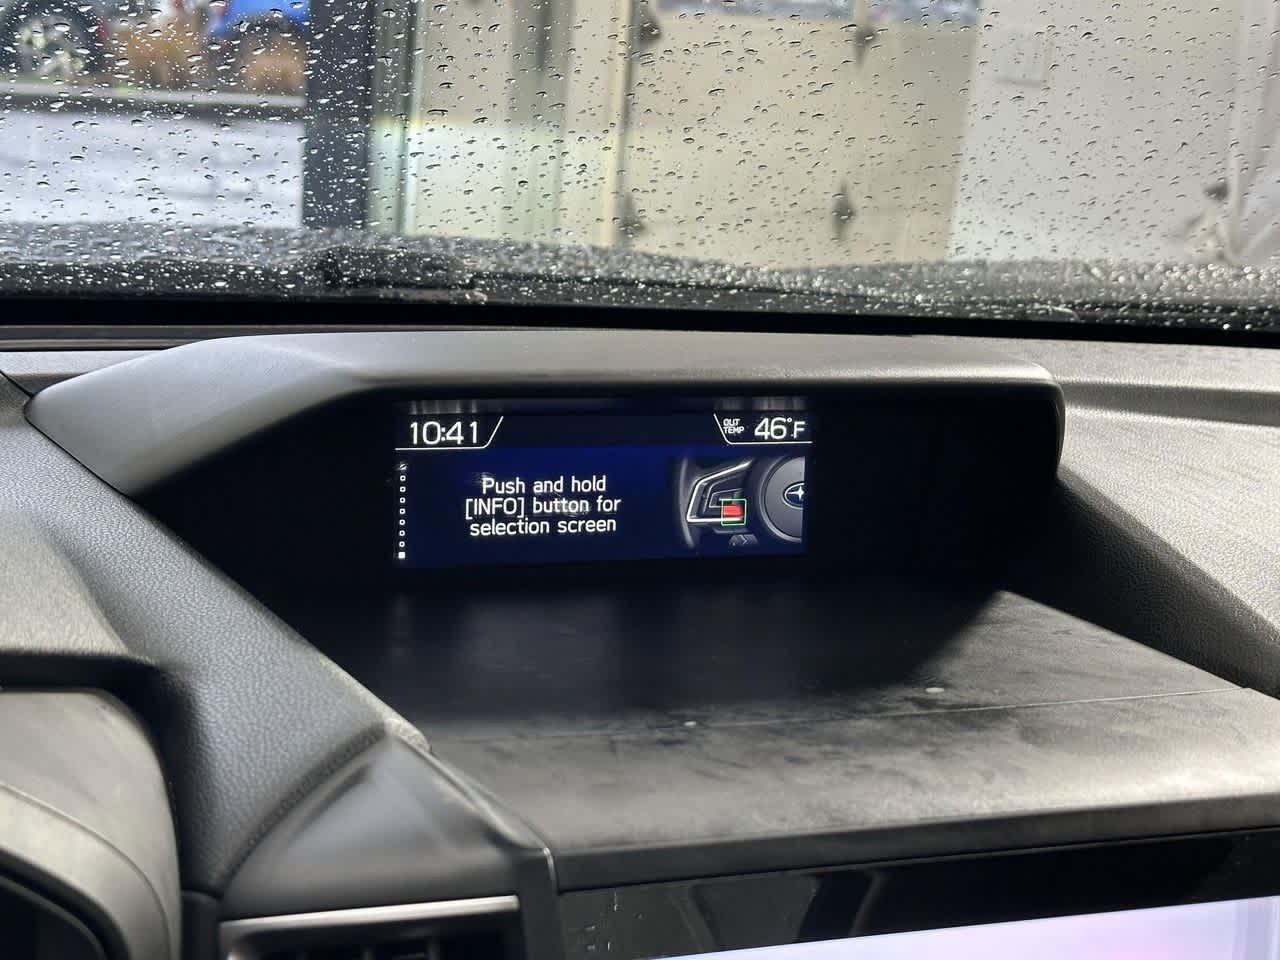 10:41
OUT
TEMP
46°F
Push and hold
[INFO] button for
selection screen